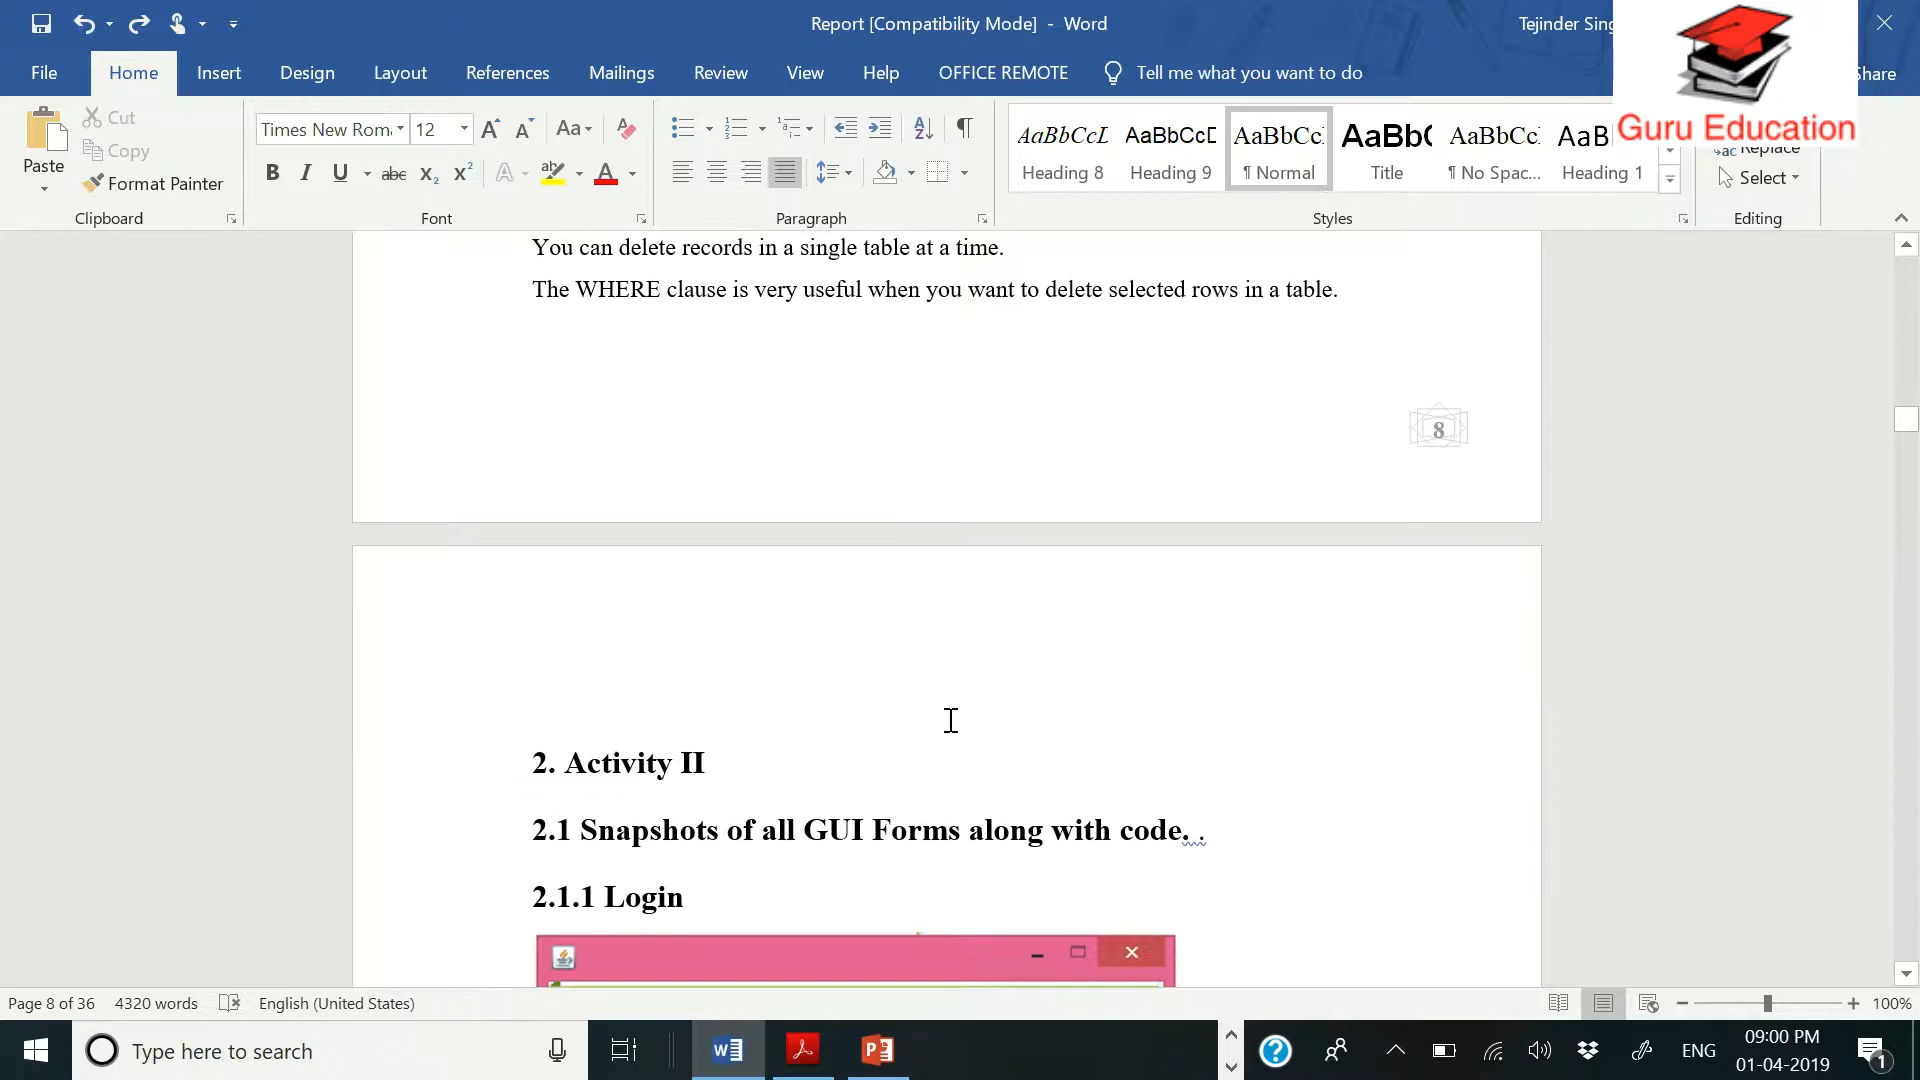 Report [Compatibility Mode] - Word
Tejinder Sing
File Home Insert Design Layout References Mailings Review View Help OFFICE REMOTE Tell me what you want to do Share
Guru Education
Paste
Cut
Copy
Format Painter
Clipboard
Times New Rom 12
Aa
B I U abc X2 X2 A ab A
Font
Paragraph
AaBbCcL AaBbCcD AaBbCc AaBb( AaBbCc AaB
Heading 8 Heading 9 ¶ Normal Title ¶ No Spac... Heading 1
Styles
Replace
Select
Editing
You can delete records in a single table at a time.
The WHERE clause is very useful when you want to delete selected rows in a table.
8
2. Activity II
2.1 Snapshots of all GUI Forms along with code. .
2.1.1 Login
Page 8 of 36 4320 words English (United States) 100%
Type here to search
ENG
09:00 PM
01-04-2019
1